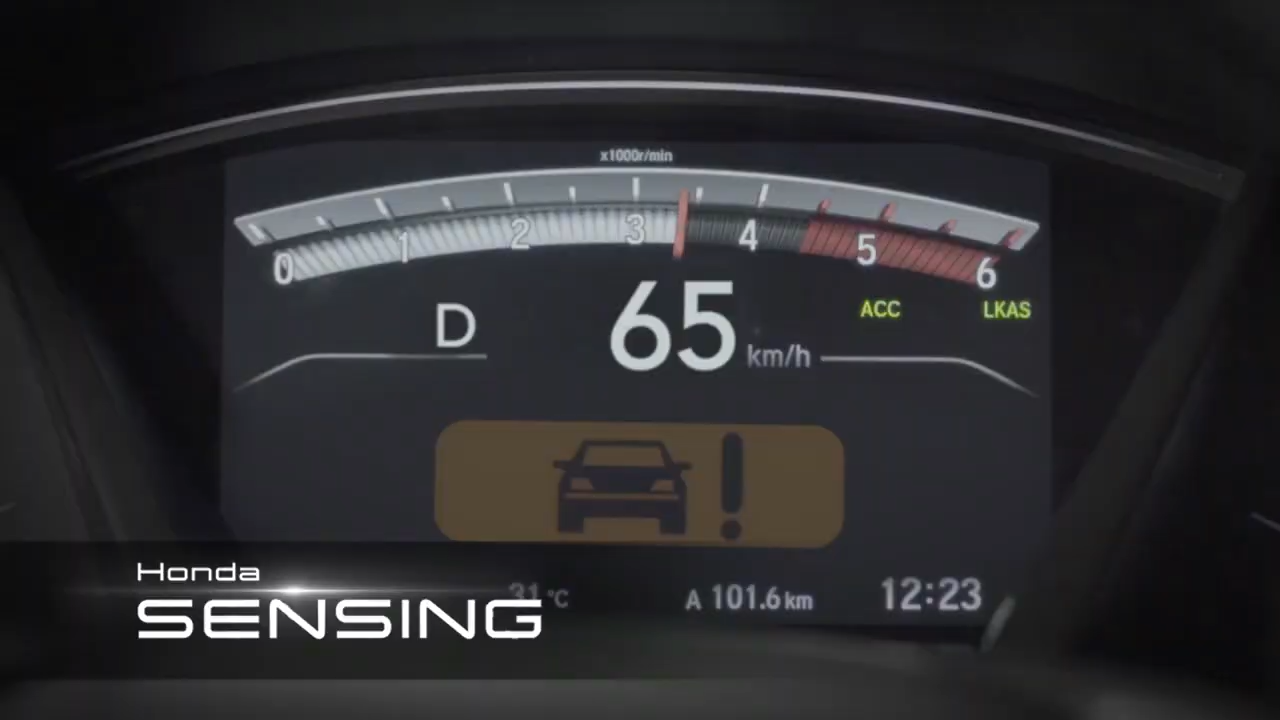 x1000r/min
0 1 2 3 4 5 6
D 65 km/h ACC LKAS
Honda
SENSING
31°C A 101.6 km 12:23